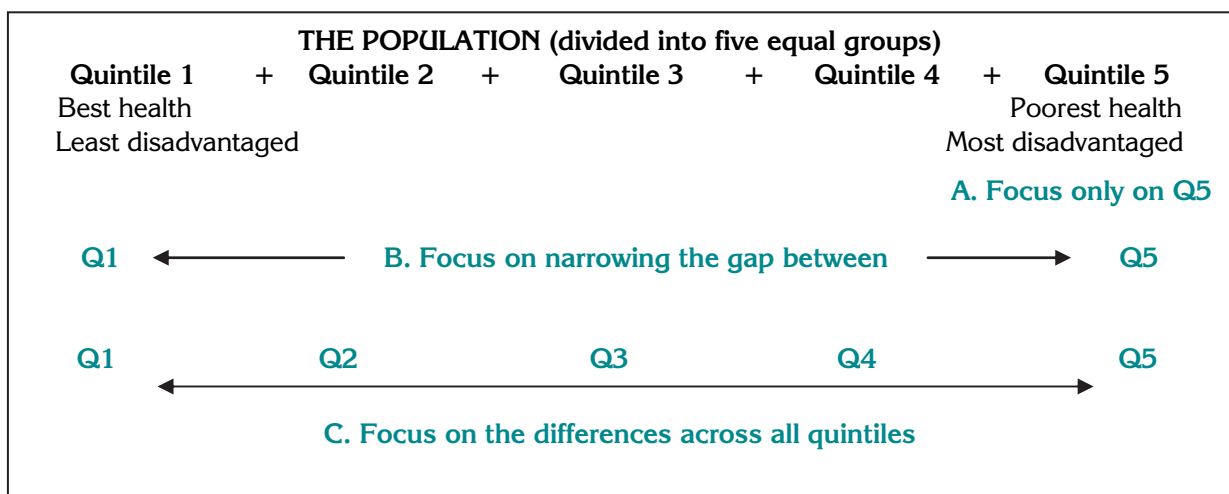 THE POPULATION (divided into five equal groups)
Quintile 1 + Quintile 2 + Quintile 3 + Quintile 4 + Quintile 5
Best health Poorest health
Least disadvantaged Most disadvantaged
A. Focus only on Q5
Q1 B. Focus on narrowing the gap between Q5
Q1 Q2 Q3 Q4 Q5
C. Focus on the differences across all quintiles